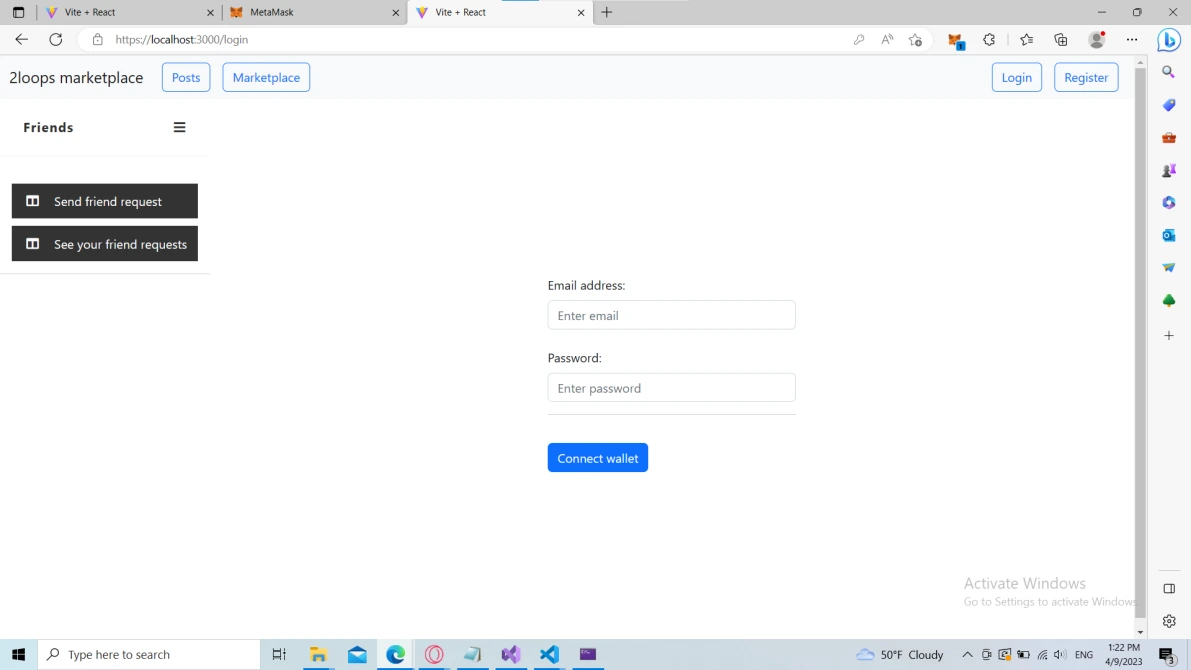 Vite + React
MetaMask
Vite + React
https://localhost:3000/login
1
2loops marketplace
Posts
Marketplace
Login
Register
Friends
Send friend request
See your friend requests
Email address:
Enter email
Password:
Enter password
Connect wallet
Activate Windows
Go to Settings to activate Windows
Type here to search
50°F Cloudy
ENG
1:22 PM
4/9/2023
3